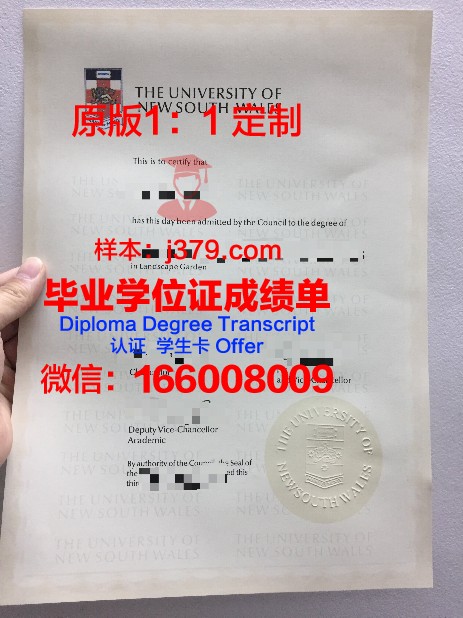 THE UNIVERSITY OF
NEW SOUTH WALES
原版1：1 定制
This is to certify that
has this day been admitted by the Council to the degree of
样本：j379.com
in Landscape Garden
毕业学位证成绩单
Diploma Degree Transcript
认证 学生卡 Offer
微信：166008009
and Vice-Chancellor
Deputy Vice-Chancellor
Academic
By authority of the Council the Seal of
the
ed this
THE UNIVERSITY OF
NEW SOUTH WALES